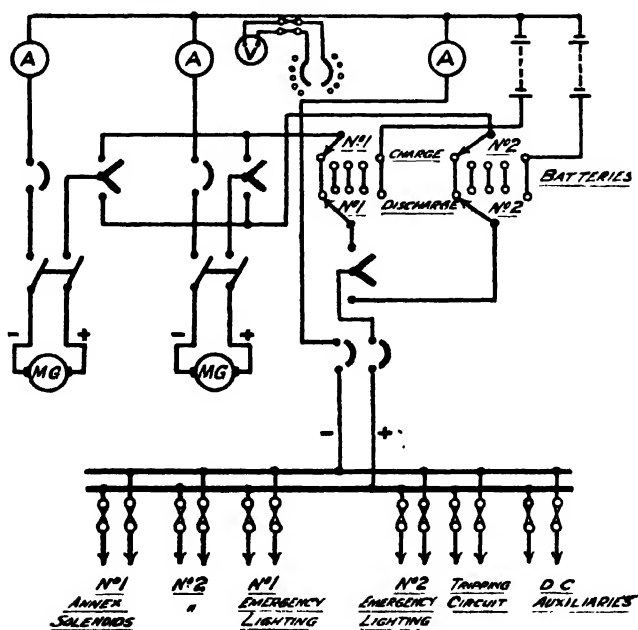 A
A
V
A
Nº1
Nº2
CHARGE
BATTERIES
DISCHARGE
Nº1
Nº2
- +
- +
MG
MG
- +
Nº1
ANNEX
SOLENOIDS
Nº2
"
Nº1
EMERGENCY
LIGHTING
Nº2
EMERGENCY
LIGHTING
TRIPPING
CIRCUIT
D C
AUXILIARIES